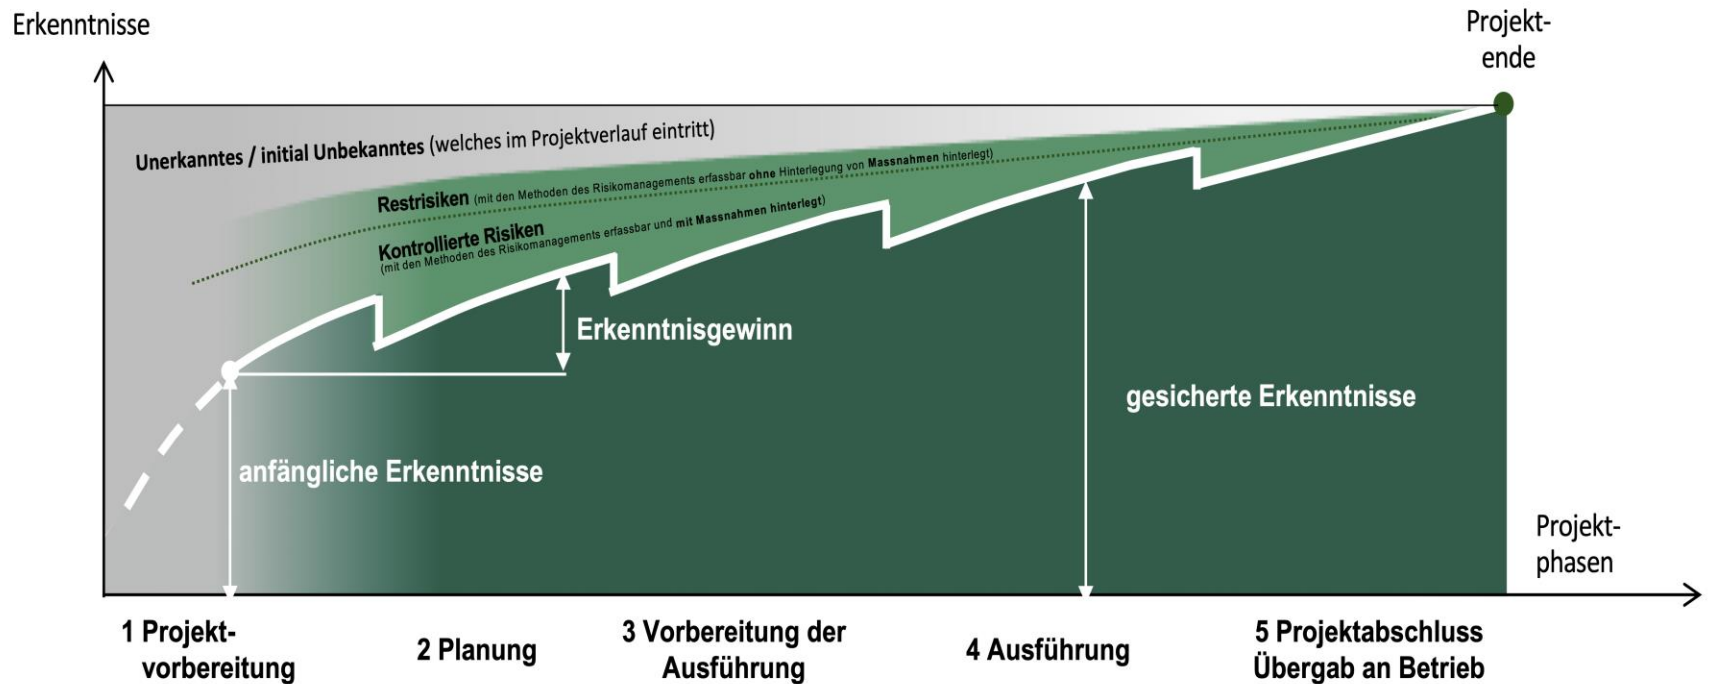 Erkenntnisse
Projekt-
ende
Unerkanntes / initial Unbekanntes (welches im Projektverlauf eintritt)
Restrisiken (mit den Methoden des Risikomanagements erfassbar ohne Hinterlegung von Massnahmen hinterlegt)
Kontrollierte Risiken
(mit den Methoden des Risikomanagements erfassbar und mit Massnahmen hinterlegt)
Erkenntnisgewinn
gesicherte Erkenntnisse
anfängliche Erkenntnisse
Projekt-
phasen
1 Projekt-
vorbereitung
2 Planung
3 Vorbereitung der
Ausführung
4 Ausführung
5 Projektabschluss
Übergab an Betrieb